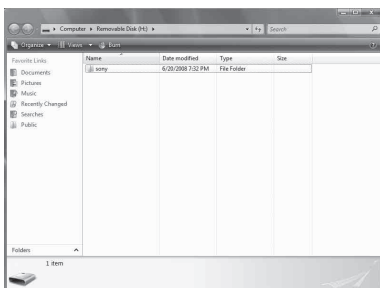 Computer ▸ Removable Disk (H:) ▸ Search
Organize Views Burn
Favorite Links
Documents
Pictures
Music
Recently Changed
Searches
Public
Folders
Name Date modified Type Size
sony 6/20/2008 7:32 PM File Folder
1 item